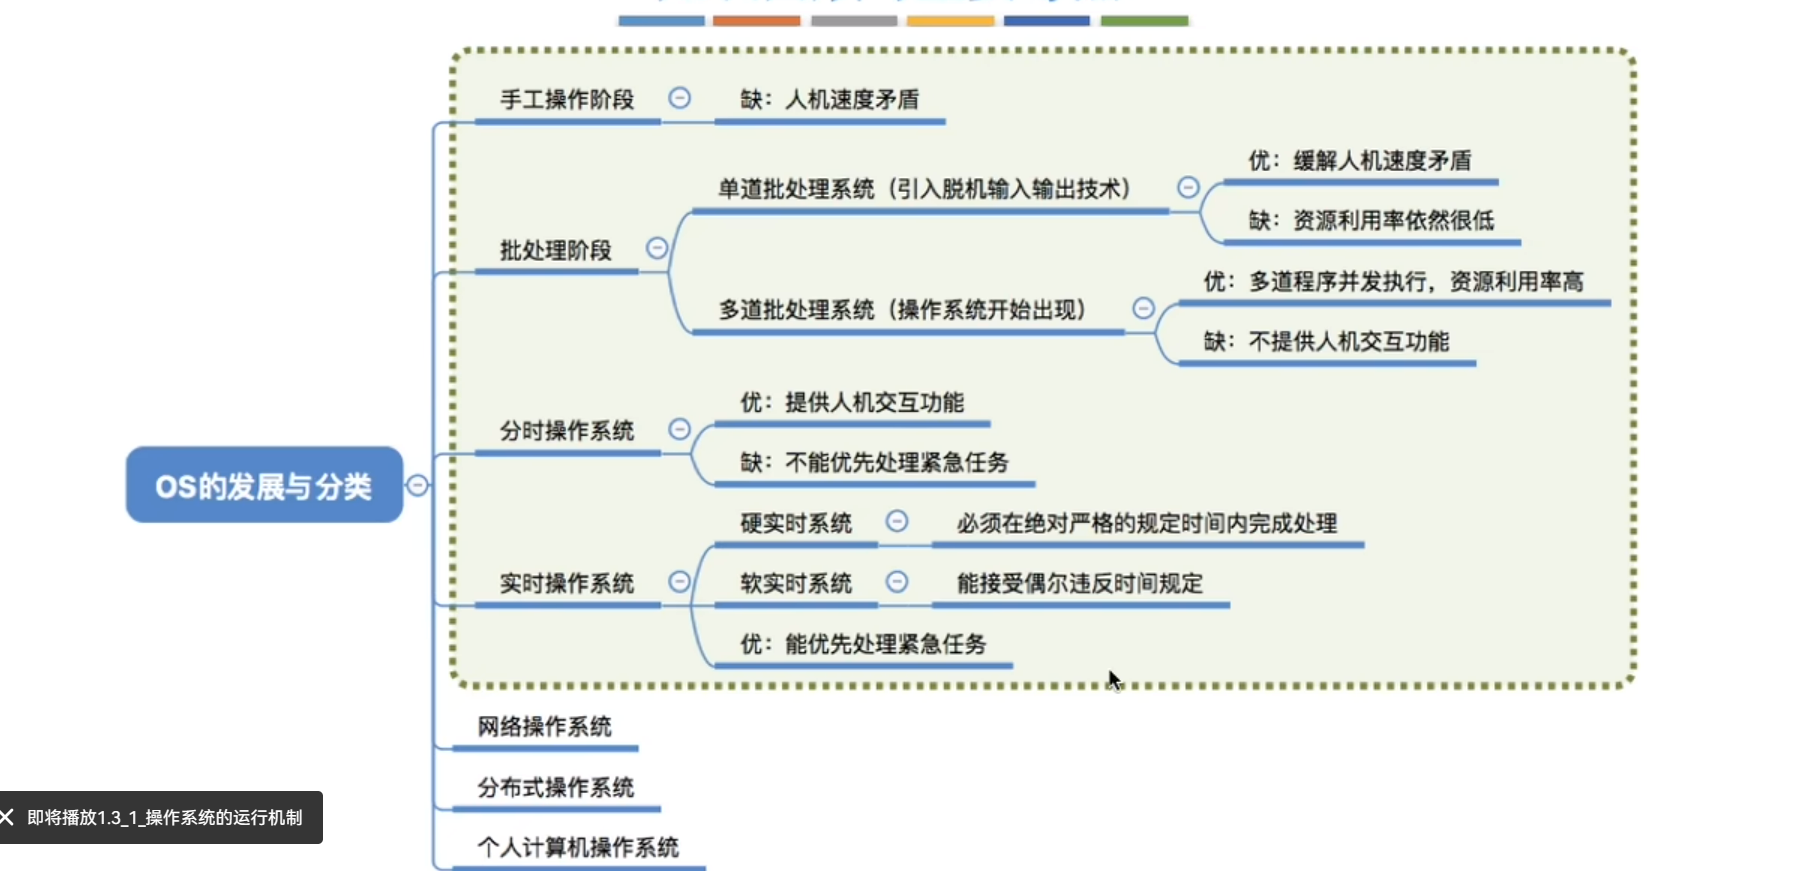 手工操作阶段
缺：人机速度矛盾
批处理阶段
单道批处理系统（引入脱机输入输出技术）
优：缓解人机速度矛盾
缺：资源利用率依然很低
多道批处理系统（操作系统开始出现）
优：多道程序并发执行，资源利用率高
缺：不提供人机交互功能
分时操作系统
优：提供人机交互功能
缺：不能优先处理紧急任务
OS的发展与分类
实时操作系统
硬实时系统
必须在绝对严格的规定时间内完成处理
软实时系统
能接受偶尔违反时间规定
优：能优先处理紧急任务
网络操作系统
分布式操作系统
个人计算机操作系统
即将播放1.3_1_操作系统的运行机制